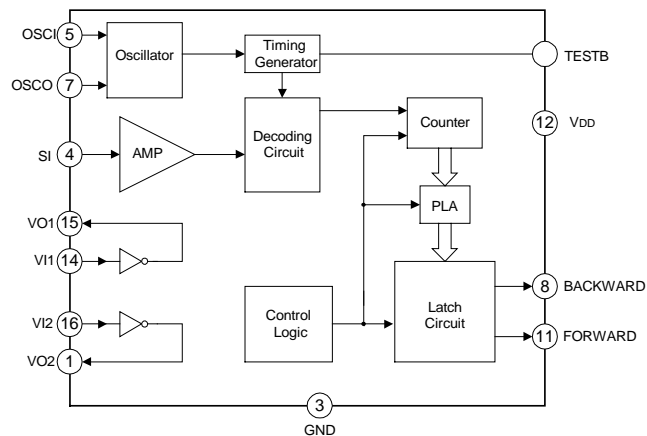 OSCI
5
Oscillator
Timing
Generator
TESTB
OSCO
7
SI
4
AMP
Decoding
Circuit
Counter
12
VDD
VO1
15
PLA
VI1
14
VI2
16
Control
Logic
Latch
Circuit
8
BACKWARD
VO2
1
11
FORWARD
3
GND